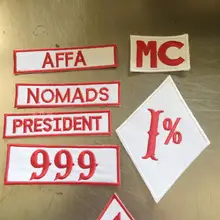 AFFA
MC
NOMADS
PRESIDENT
1%
999